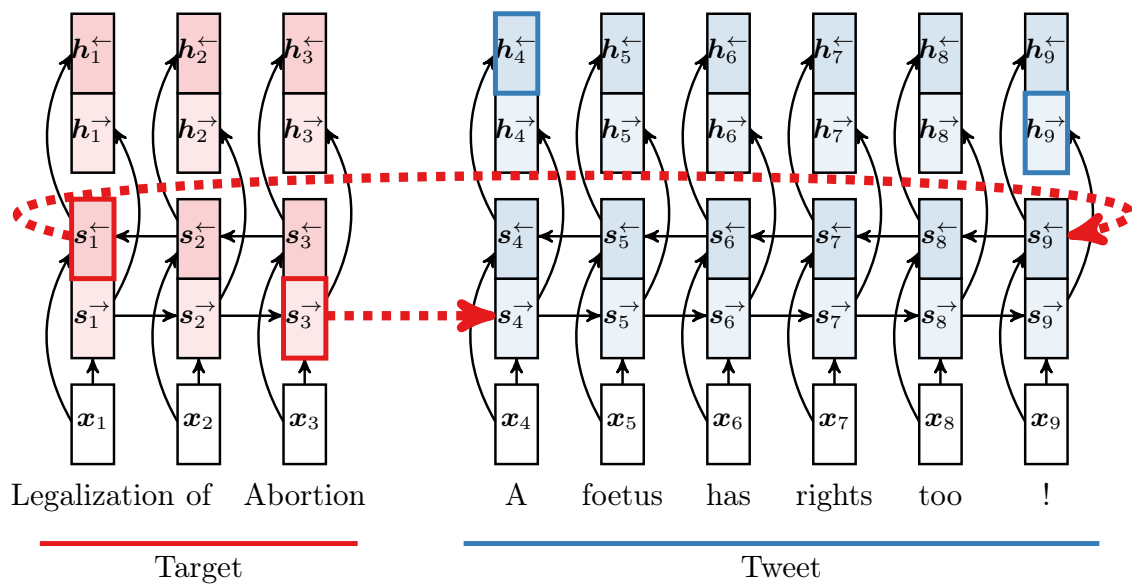 h₁← h₂← h₃← h₄← h₅← h₆← h₇← h₈← h₉←
h₁→ h₂→ h₃→ h₄→ h₅→ h₆→ h₇→ h₈→ h₉→
s₁← s₂← s₃← s₄← s₅← s₆← s₇← s₈← s₉←
s₁→ s₂→ s₃→ s₄→ s₅→ s₆→ s₇→ s₈→ s₉→
x₁ x₂ x₃ x₄ x₅ x₆ x₇ x₈ x₉
Legalization of Abortion A foetus has rights too !
Target Tweet